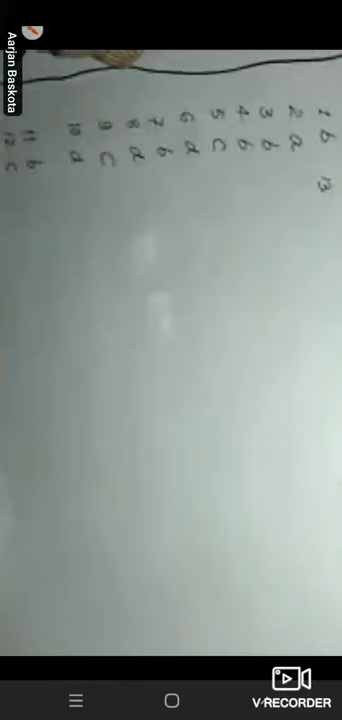 Aarjan Baskota
1 b 13
2 a
3 b
4 b
5 c
6 d
7 b
8 d
9 c
10 d
11 b
12 c
V RECORDER